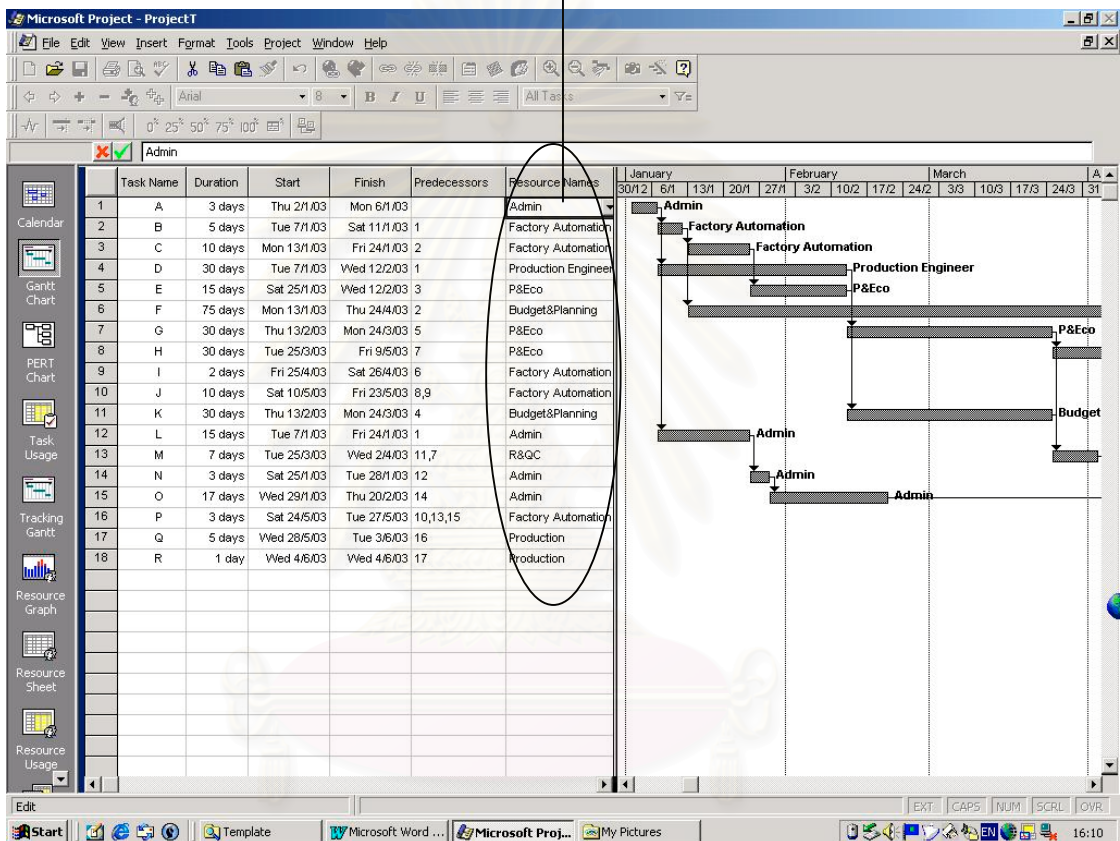 Microsoft Project - ProjectT
File Edit View Insert Format Tools Project Window Help
Arial 8 B I U All Tasks
0% 25% 50% 75% 100%
Admin
Task Name Duration Start Finish Predecessors Resource Names
January February March A
30/12 6/1 13/1 20/1 27/1 3/2 10/2 17/2 24/2 3/3 10/3 17/3 24/3 31
1 A 3 days Thu 2/1/03 Mon 6/1/03 Admin Admin
2 B 5 days Tue 7/1/03 Sat 11/1/03 1 Factory Automation Factory Automation
3 C 10 days Mon 13/1/03 Fri 24/1/03 2 Factory Automation Factory Automation
4 D 30 days Tue 7/1/03 Wed 12/2/03 1 Production Engineer Production Engineer
5 E 15 days Sat 25/1/03 Wed 12/2/03 3 P&Eco P&Eco
6 F 75 days Mon 13/1/03 Thu 24/4/03 2 Budget&Planning
7 G 30 days Thu 13/2/03 Mon 24/3/03 5 P&Eco P&Eco
8 H 30 days Tue 25/3/03 Fri 9/5/03 7 P&Eco
9 I 2 days Fri 25/4/03 Sat 26/4/03 6 Factory Automation
10 J 10 days Sat 10/5/03 Fri 23/5/03 8,9 Factory Automation
11 K 30 days Thu 13/2/03 Mon 24/3/03 4 Budget&Planning Budget
12 L 15 days Tue 7/1/03 Fri 24/1/03 1 Admin Admin
13 M 7 days Tue 25/3/03 Wed 2/4/03 11,7 R&QC
14 N 3 days Sat 25/1/03 Tue 28/1/03 12 Admin Admin
15 O 17 days Wed 29/1/03 Thu 20/2/03 14 Admin Admin
16 P 3 days Sat 24/5/03 Tue 27/5/03 10,13,15 Factory Automation
17 Q 5 days Wed 28/5/03 Tue 3/6/03 16 Production
18 R 1 day Wed 4/6/03 Wed 4/6/03 17 Production
Calendar
Gantt
Chart
PERT
Chart
Task
Usage
Tracking
Gantt
Resource
Graph
Resource
Sheet
Resource
Usage
Edit EXT CAPS NUM SCRL OVR
Start Template Microsoft Word ... Microsoft Proj... My Pictures EN 16:10